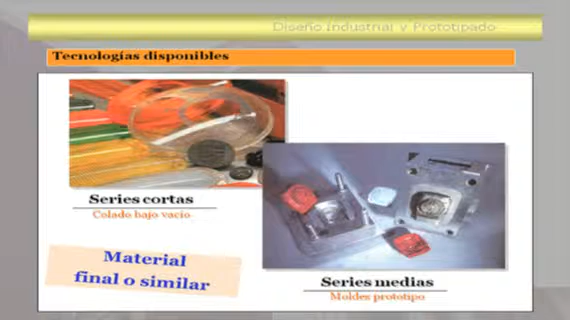 Diseño Industrial y Prototipado
Tecnologías disponibles
Series cortas
Colado bajo vacío
Material
final o similar
Series medias
Moldes prototipo